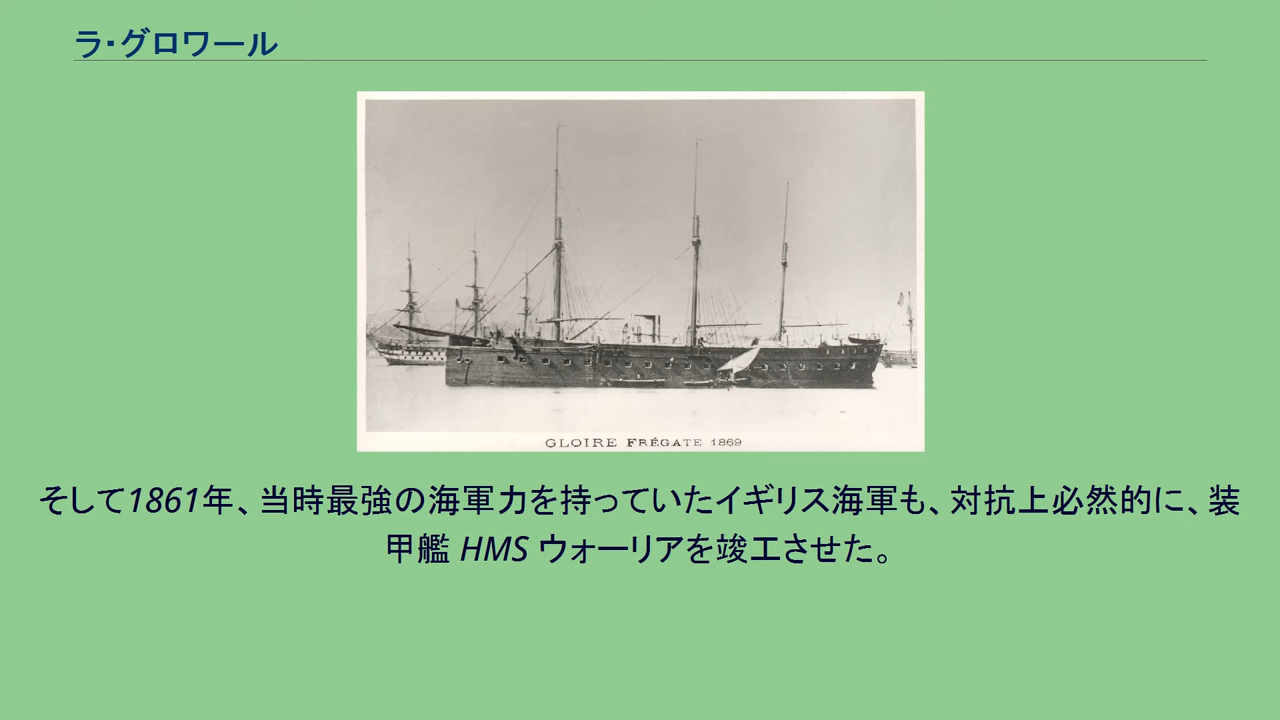 ラ・グロワール
GLOIRE FRÉGATE 1869
そして1861年、当時最強の海軍力を持っていたイギリス海軍も、対抗上必然的に、装
甲艦 HMS ウォーリアを竣工させた。